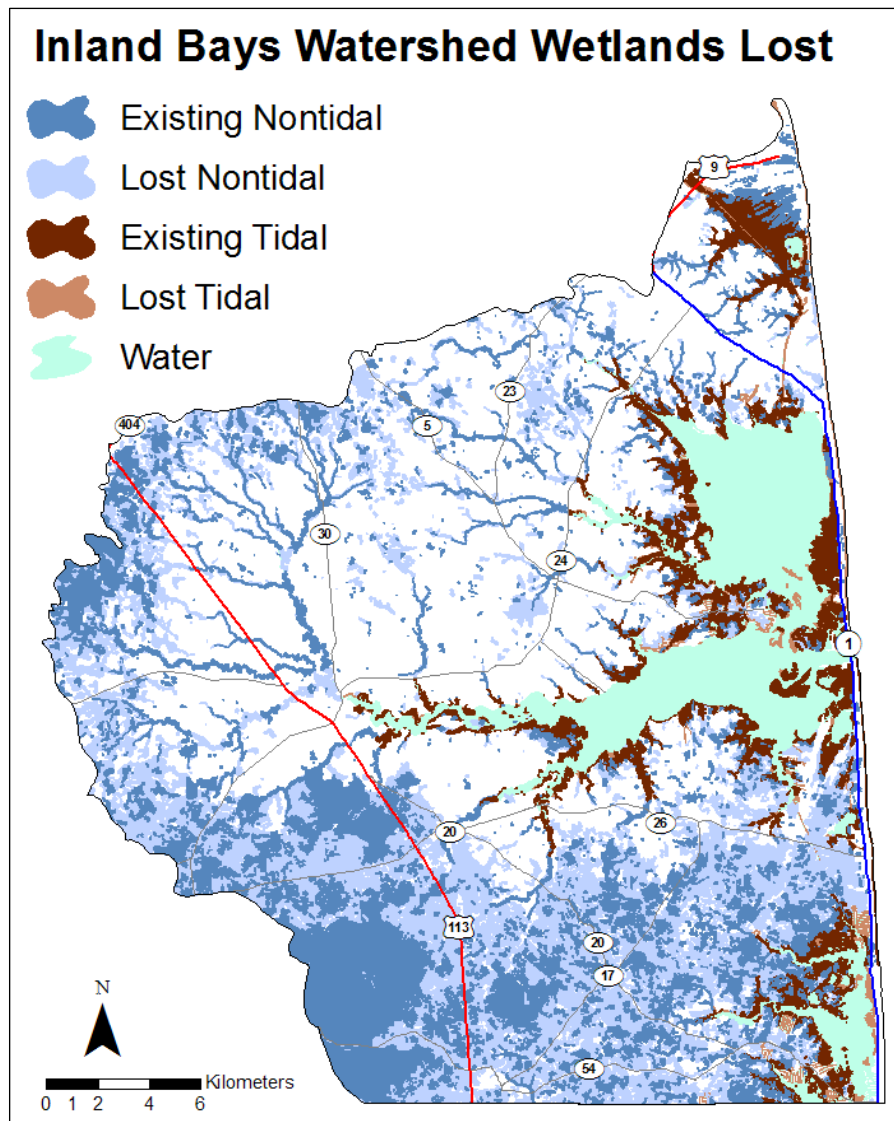 Inland Bays Watershed Wetlands Lost
Existing Nontidal
Lost Nontidal
Existing Tidal
Lost Tidal
Water
9
23
404
5
30
24
1
26
20
113
20
17
54
N
Kilometers
0 1 2 4 6